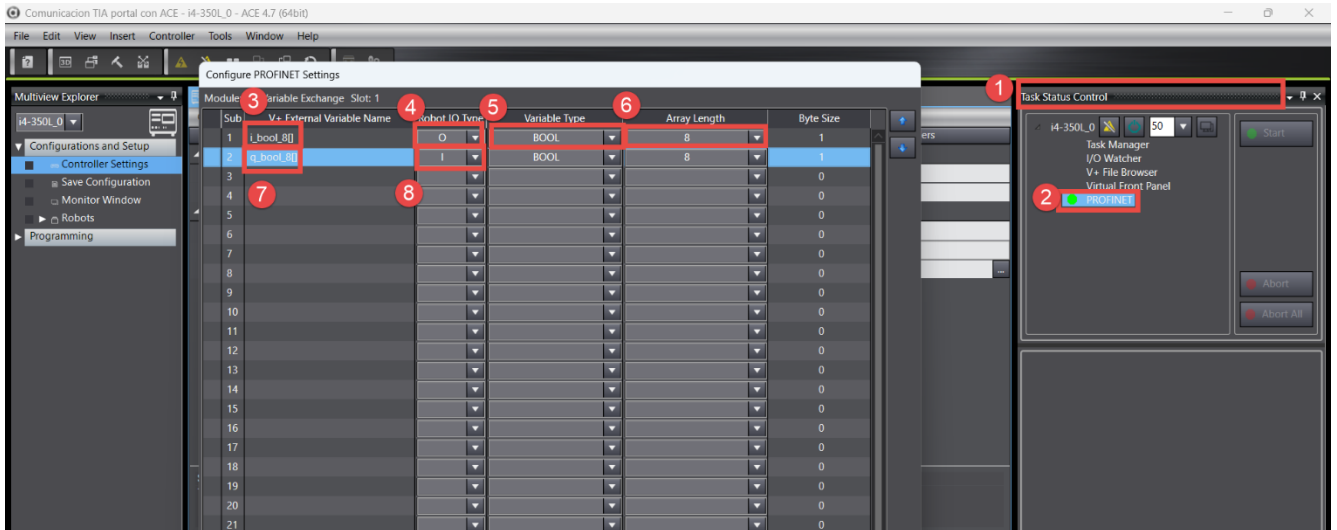 Comunicacion TIA portal con ACE - i4-350L_0 - ACE 4.7 (64bit)
File Edit View Insert Controller Tools Window Help
3D
Configure PROFINET Settings
Multiview Explorer
i4-350L_0
Configurations and Setup
Controller Settings
Save Configuration
Monitor Window
Robots
Programming
Module Variable Exchange Slot: 1
3 4 5 6
Sub V+ External Variable Name Robot IO Type Variable Type Array Length Byte Size
1 i_bool_8[] O BOOL 8 1
2 q_bool_8[] I BOOL 8 1
3 0
4 0
7 8
5 0
6 0
7 0
8 0
9 0
10 0
11 0
12 0
13 0
14 0
15 0
16 0
17 0
18 0
19 0
20 0
21 0
ers
...
1
Task Status Control
i4-350L_0 50
Task Manager
I/O Watcher
V+ File Browser
Virtual Front Panel
2 PROFINET
Start
Abort
Abort All